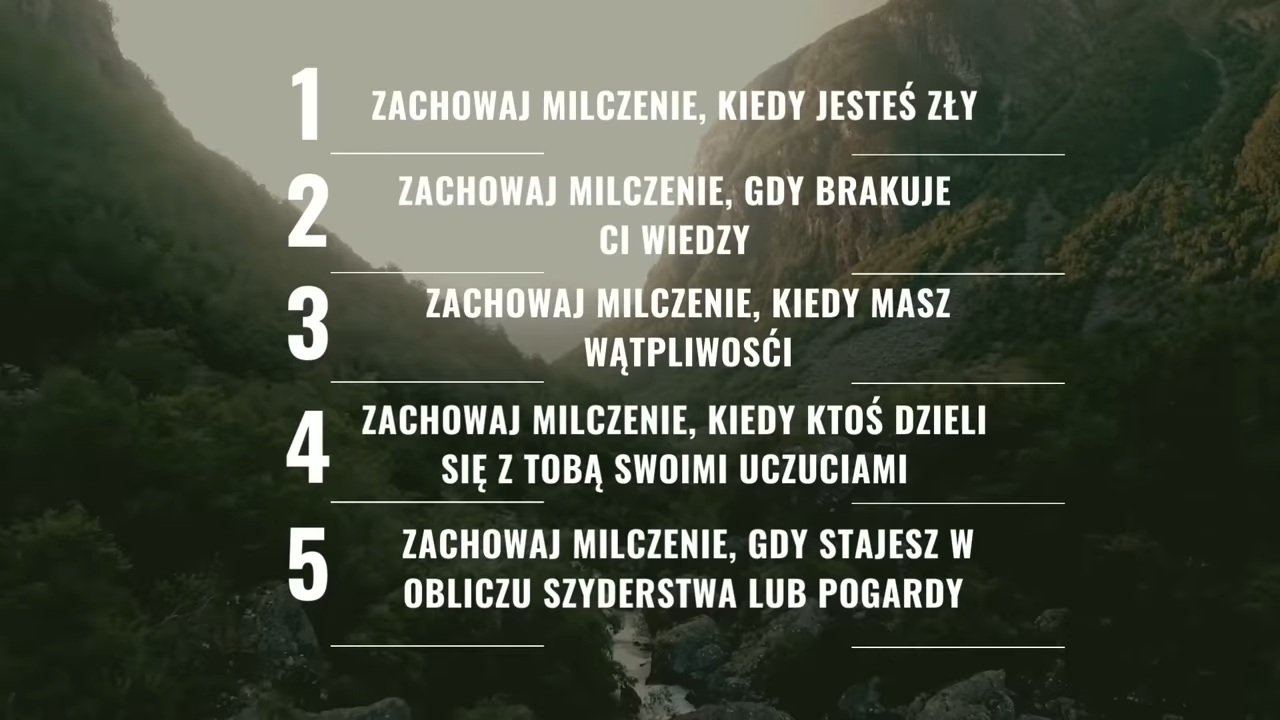 1 ZACHOWAJ MILCZENIE, KIEDY JESTEŚ ZŁY
2 ZACHOWAJ MILCZENIE, GDY BRAKUJE
CI WIEDZY
3 ZACHOWAJ MILCZENIE, KIEDY MASZ
WĄTPLIWOSĆI
4 ZACHOWAJ MILCZENIE, KIEDY KTOŚ DZIELI
SIĘ Z TOBĄ SWOIMI UCZUCIAMI
5 ZACHOWAJ MILCZENIE, GDY STAJESZ W
OBLICZU SZYDERSTWA LUB POGARDY